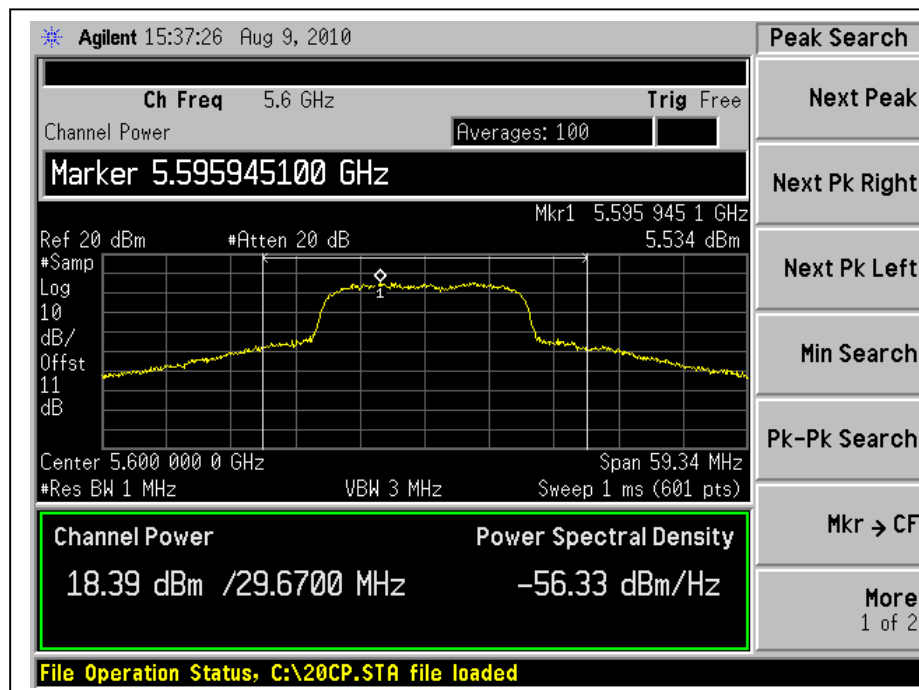 Agilent 15:37:26 Aug 9, 2010
Peak Search
Ch Freq 5.6 GHz Trig Free
Channel Power Averages: 100
Marker 5.595945100 GHz
Mkr1 5.595 945 1 GHz
Ref 20 dBm #Atten 20 dB 5.534 dBm
#Samp
Log
10
dB/
Offst
11
dB
1
Center 5.600 000 0 GHz Span 59.34 MHz
#Res BW 1 MHz VBW 3 MHz Sweep 1 ms (601 pts)
Channel Power Power Spectral Density
18.39 dBm /29.6700 MHz -56.33 dBm/Hz
File Operation Status, C:\20CP.STA file loaded
Next Peak
Next Pk Right
Next Pk Left
Min Search
Pk-Pk Search
Mkr → CF
More
1 of 2